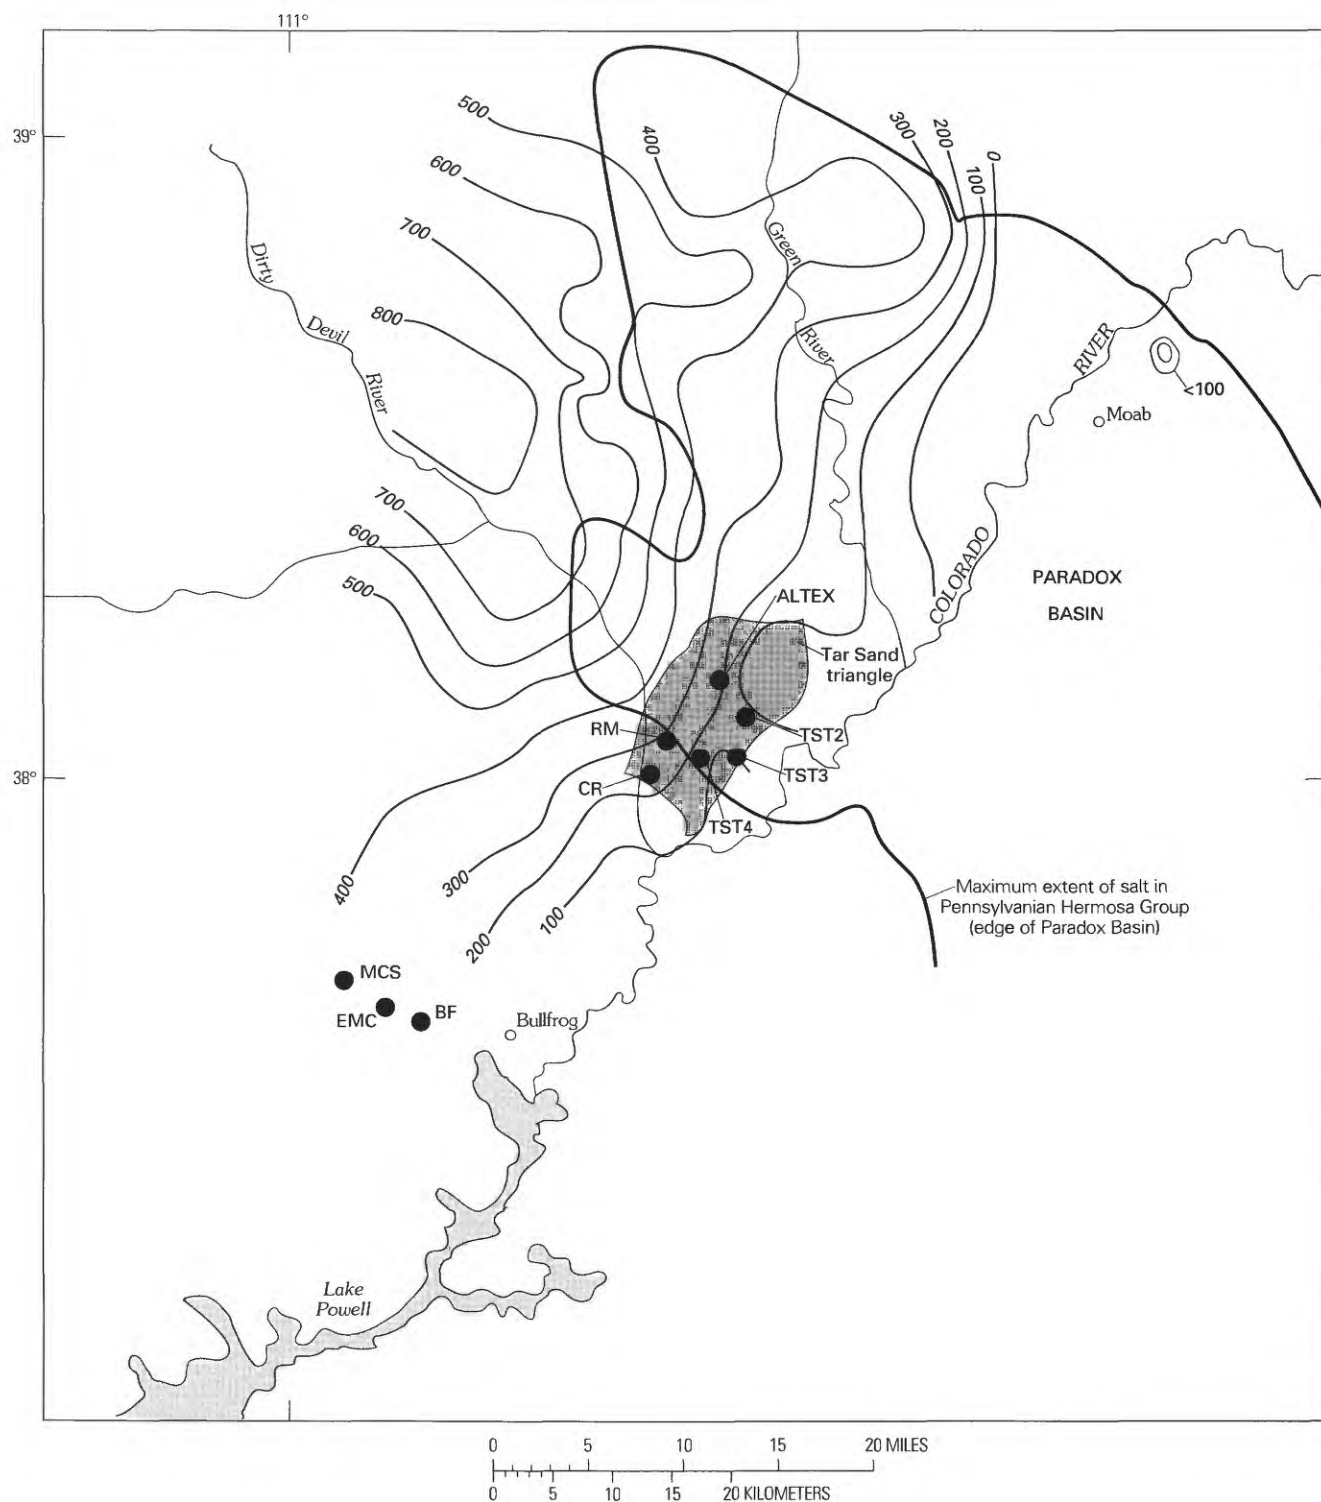 111°
39°
500
400
300
200
100
0
600
700
Green
Dirty
Devil
River
800
River
COLORADO
RIVER
<100
Moab
700
600
500
PARADOX
BASIN
ALTEX
Tar Sand
triangle
RM
TST2
38°
CR
TST3
TST4
400
300
200
100
Maximum extent of salt in
Pennsylvanian Hermosa Group
(edge of Paradox Basin)
MCS
EMC
BF
Bullfrog
Lake
Powell
0 5 10 15 20 MILES
0 5 10 15 20 KILOMETERS